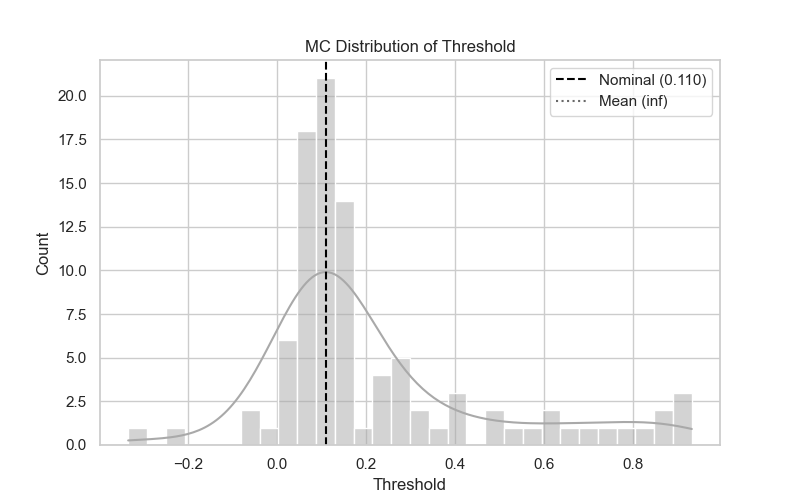 MC Distribution of Threshold
Nominal (0.110)
Mean (inf)
20.0
17.5
15.0
12.5
10.0
7.5
5.0
2.5
0.0
Count
−0.2 0.0 0.2 0.4 0.6 0.8
Threshold